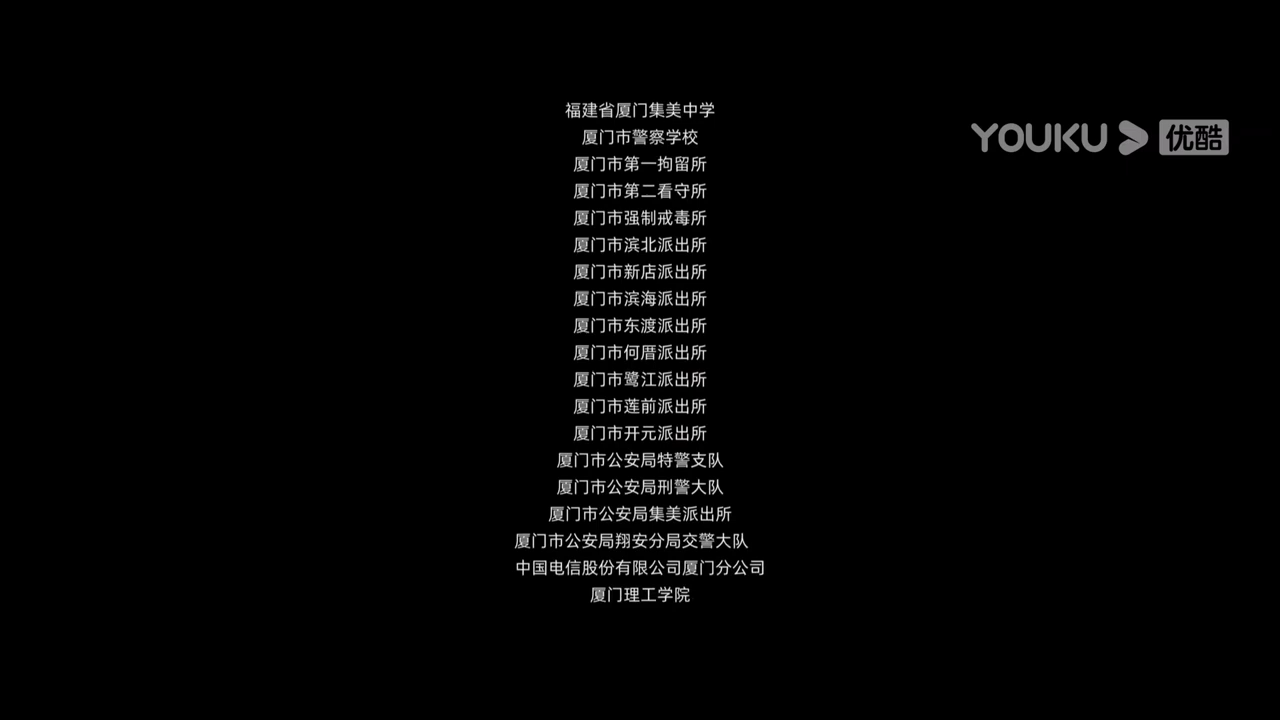 福建省厦门集美中学
厦门市警察学校
厦门市第一拘留所
厦门市第二看守所
厦门市强制戒毒所
厦门市滨北派出所
厦门市新店派出所
厦门市滨海派出所
厦门市东渡派出所
厦门市何厝派出所
厦门市鹭江派出所
厦门市莲前派出所
厦门市开元派出所
厦门市公安局特警支队
厦门市公安局刑警大队
厦门市公安局集美派出所
厦门市公安局翔安分局交警大队
中国电信股份有限公司厦门分公司
厦门理工学院
YOUKU 优酷